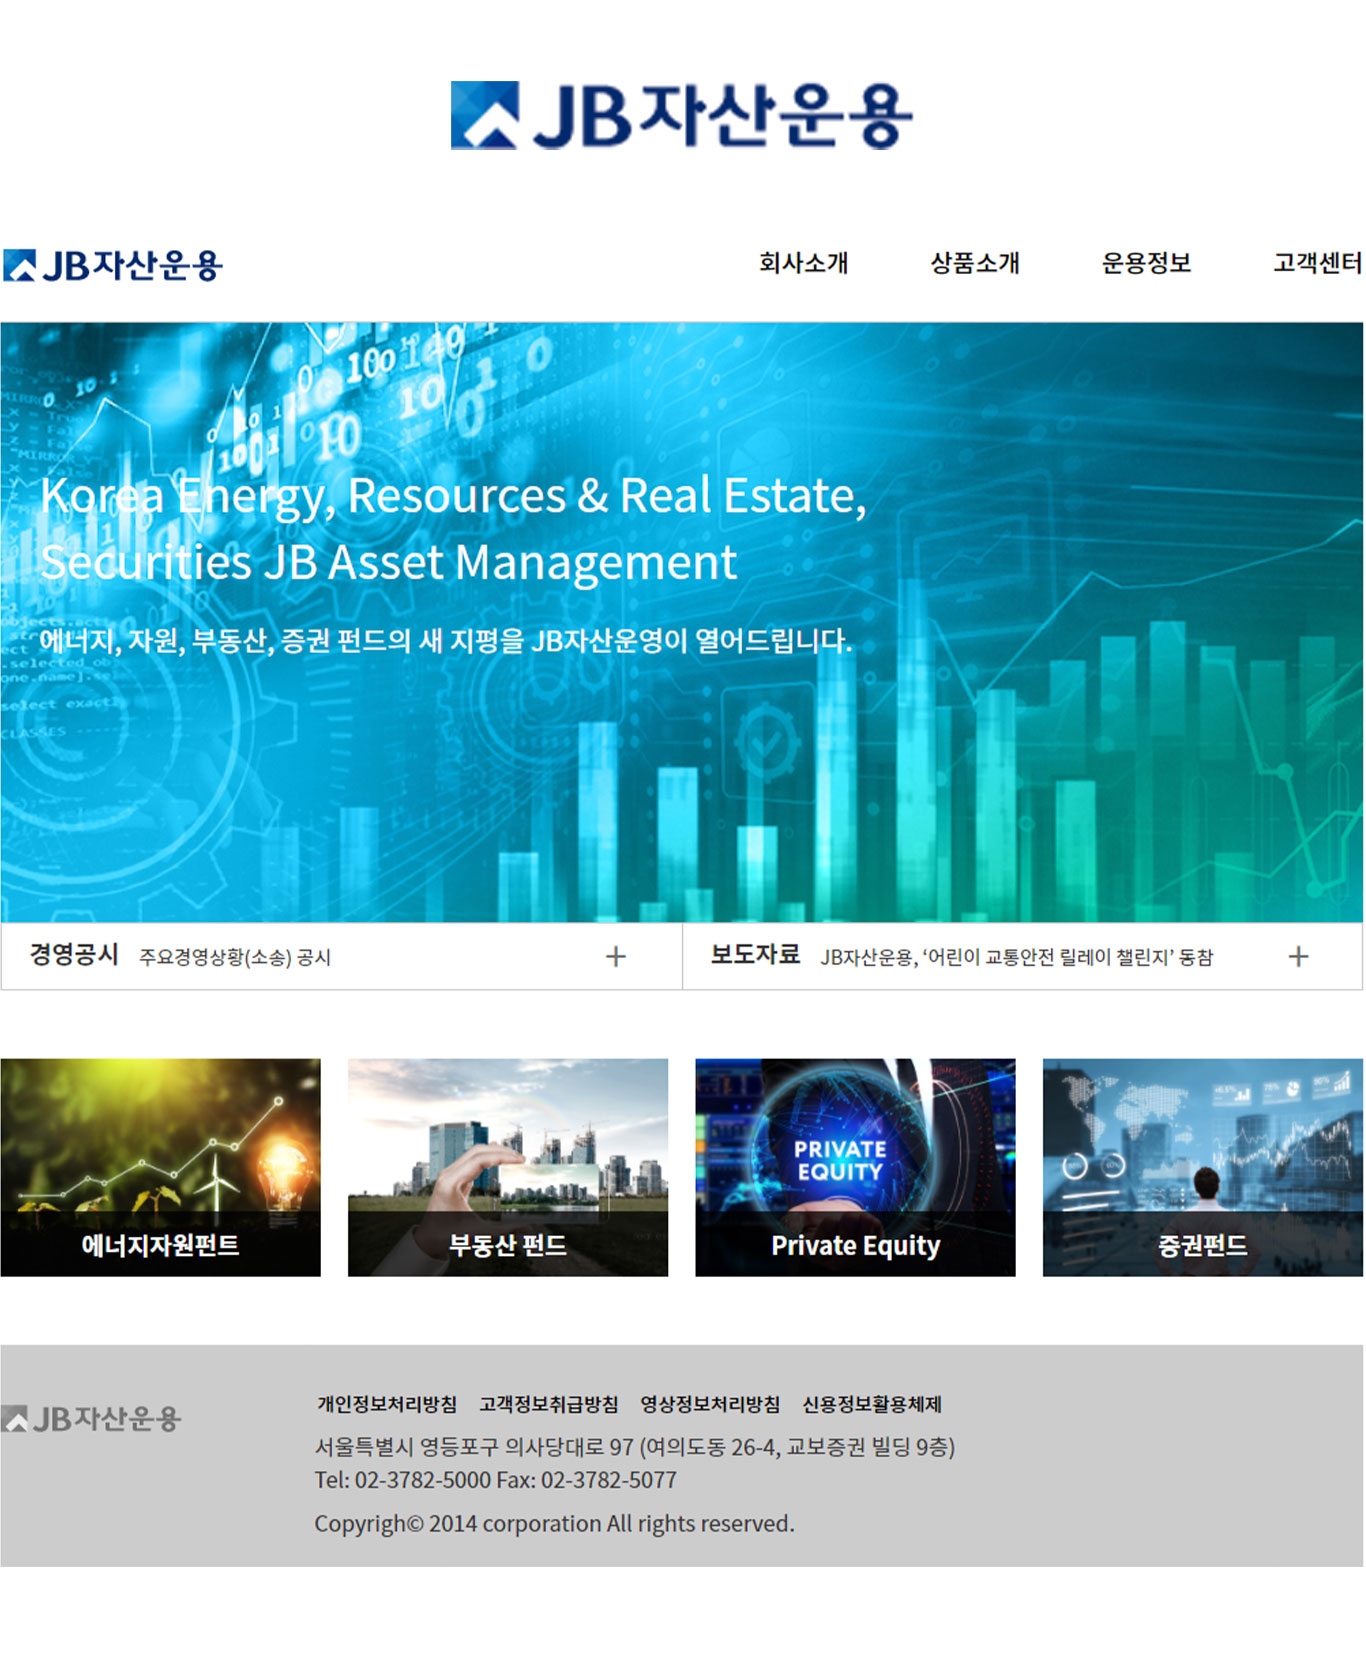 JB자산운용
JB자산운용
회사소개 상품소개 운용정보 고객센터
Korea Energy, Resources & Real Estate,
Securities JB Asset Management
에너지, 자원, 부동산, 증권 펀드의 새 지평을 JB자산운영이 열어드립니다.
경영공시 주요경영상황(소송) 공시 +
보도자료 JB자산운용, ‘어린이 교통안전 릴레이 챌린지’ 동참 +
PRIVATE
EQUITY
에너지자원펀트
부동산 펀드
Private Equity
증권펀드
JB자산운용
개인정보처리방침 고객정보취급방침 영상정보처리방침 신용정보활용체제
서울특별시 영등포구 의사당대로 97 (여의도동 26-4, 교보증권 빌딩 9층)
Tel: 02-3782-5000 Fax: 02-3782-5077
Copyrigh© 2014 corporation All rights reserved.